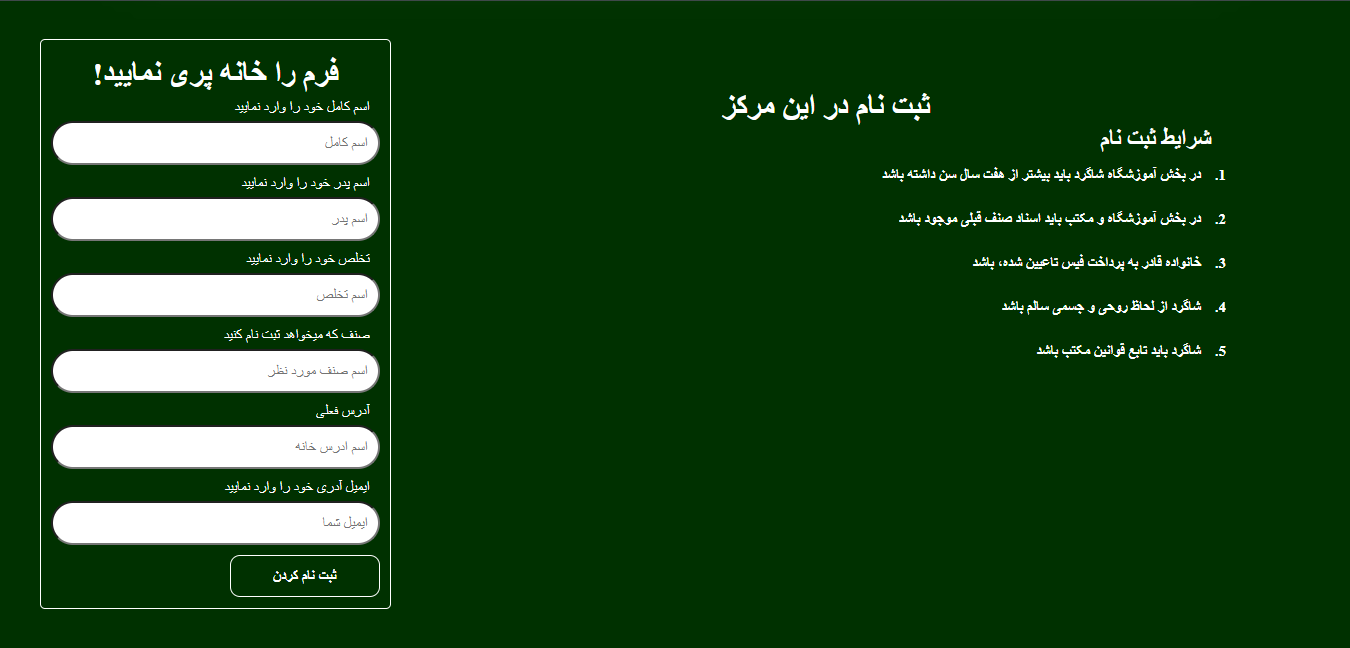 ثبت نام در این مرکز
شرایط ثبت نام
1. در بخش آموزشگاه شاگرد باید بیشتر از هفت سال سن داشته باشد
2. در بخش آموزشگاه و مکتب باید اسناد صنف قبلی موجود باشد
3. خانواده قادر به پرداخت فیس تاعیین شده، باشد
4. شاگرد از لحاظ روحی و جسمی سالم باشد
5. شاگرد باید تابع قوانین مکتب باشد
فرم را خانه پری نمایید!
اسم کامل خود را وارد نمایید
اسم کامل
اسم پدر خود را وارد نمایید
اسم پدر
تخلص خود را وارد نمایید
اسم تخلص
صنف که میخواهد ثبت نام کنید
اسم صنف مورد نظر
آدرس فعلی
اسم ادرس خانه
ایمیل آدری خود را وارد نمایید
ایمیل شما
ثبت نام کردن